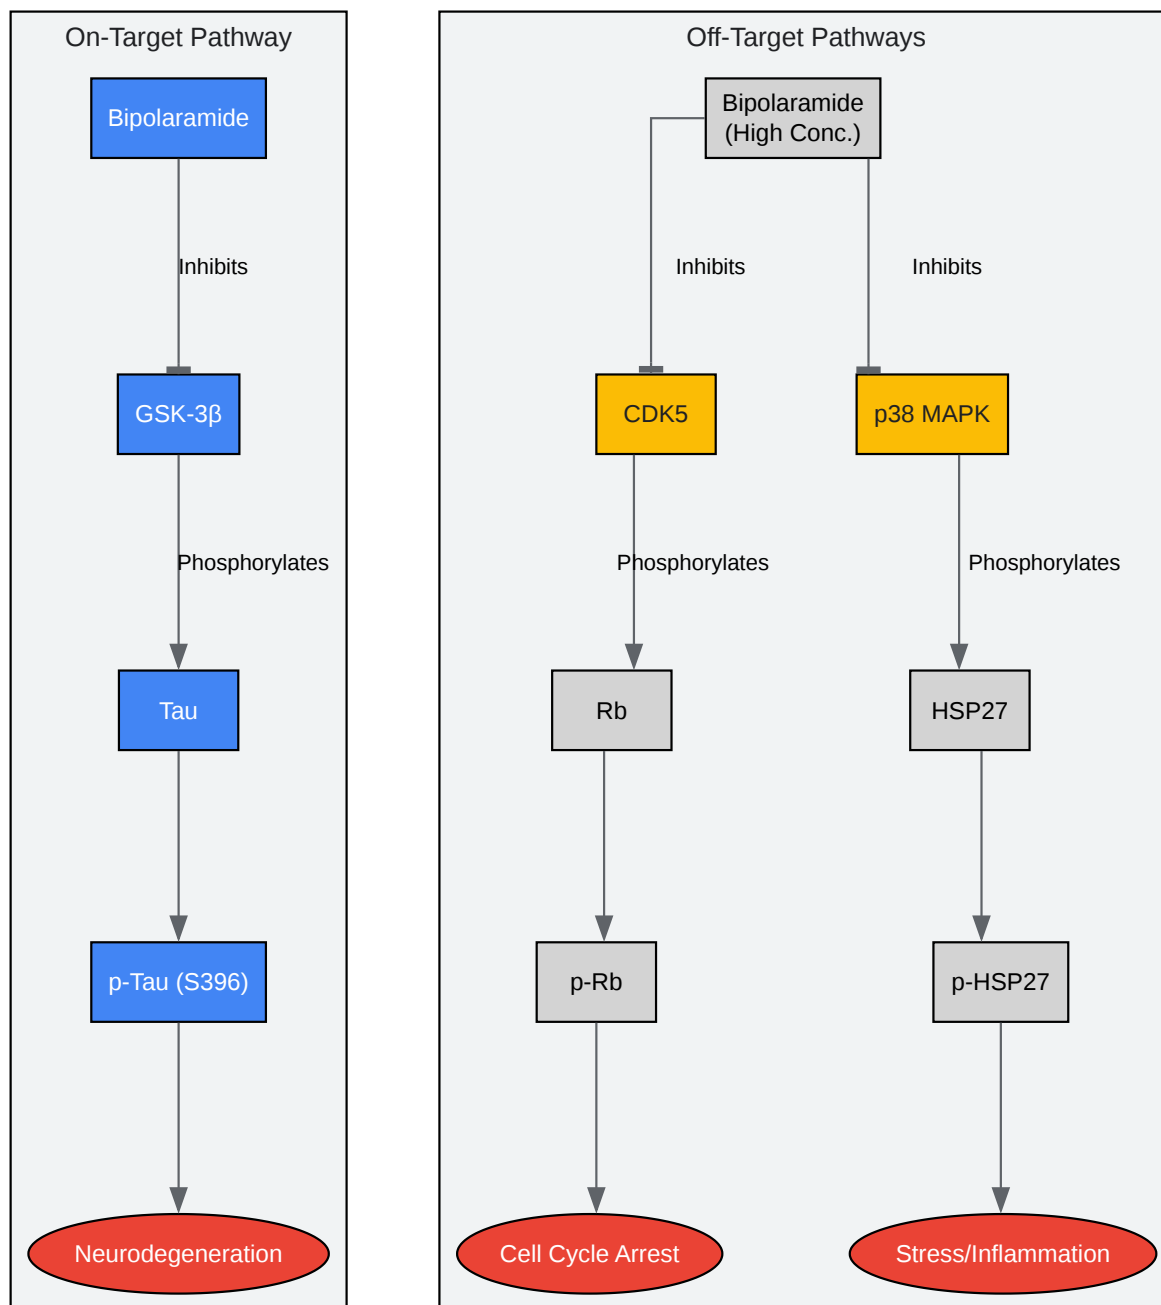 On-Target Pathway
Bipolaramide
Inhibits
GSK-3β
Phosphorylates
Tau
p-Tau (S396)
Neurodegeneration
Off-Target Pathways
Bipolaramide
(High Conc.)
Inhibits
Inhibits
CDK5
p38 MAPK
Phosphorylates
Phosphorylates
Rb
HSP27
p-Rb
p-HSP27
Cell Cycle Arrest
Stress/Inflammation